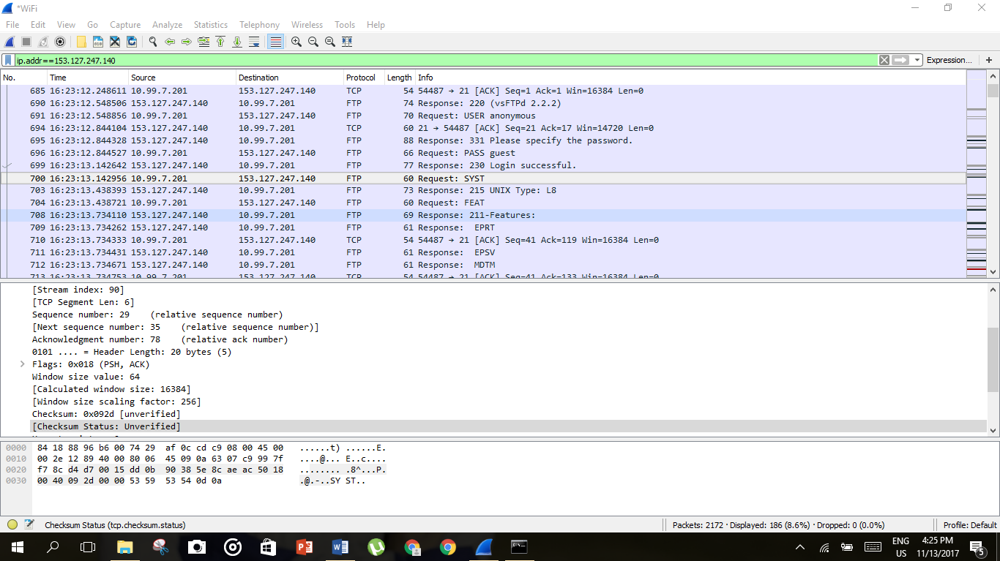 *WiFi
File Edit View Go Capture Analyze Statistics Telephony Wireless Tools Help
ip.addr==153.127.247.140 Expression... +
No. Time Source Destination Protocol Length Info
685 16:23:12.248611 10.99.7.201 153.127.247.140 TCP 54 54487 → 21 [ACK] Seq=1 Ack=1 Win=16384 Len=0
690 16:23:12.548506 153.127.247.140 10.99.7.201 FTP 74 Response: 220 (vsFTPd 2.2.2)
691 16:23:12.548856 10.99.7.201 153.127.247.140 FTP 70 Request: USER anonymous
694 16:23:12.844104 153.127.247.140 10.99.7.201 TCP 60 21 → 54487 [ACK] Seq=21 Ack=17 Win=14720 Len=0
695 16:23:12.844328 153.127.247.140 10.99.7.201 FTP 88 Response: 331 Please specify the password.
696 16:23:12.844527 10.99.7.201 153.127.247.140 FTP 66 Request: PASS guest
699 16:23:13.142642 153.127.247.140 10.99.7.201 FTP 77 Response: 230 Login successful.
700 16:23:13.142956 10.99.7.201 153.127.247.140 FTP 60 Request: SYST
703 16:23:13.438393 153.127.247.140 10.99.7.201 FTP 73 Response: 215 UNIX Type: L8
704 16:23:13.438721 10.99.7.201 153.127.247.140 FTP 60 Request: FEAT
708 16:23:13.734110 153.127.247.140 10.99.7.201 FTP 69 Response: 211-Features:
709 16:23:13.734262 153.127.247.140 10.99.7.201 FTP 61 Response: EPRT
710 16:23:13.734333 10.99.7.201 153.127.247.140 TCP 54 54487 → 21 [ACK] Seq=41 Ack=119 Win=16384 Len=0
711 16:23:13.734431 153.127.247.140 10.99.7.201 FTP 61 Response: EPSV
712 16:23:13.734671 153.127.247.140 10.99.7.201 FTP 61 Response: MDTM
713 16:23:13.734753 10.99.7.201 153.127.247.140 TCP 54 54487 → 21 [ACK] Seq=41 Ack=133 Win=16384 Len=0
[Stream index: 90]
[TCP Segment Len: 6]
Sequence number: 29 (relative sequence number)
[Next sequence number: 35 (relative sequence number)]
Acknowledgment number: 78 (relative ack number)
0101 .... = Header Length: 20 bytes (5)
Flags: 0x018 (PSH, ACK)
Window size value: 64
[Calculated window size: 16384]
[Window size scaling factor: 256]
Checksum: 0x092d [unverified]
[Checksum Status: Unverified]
0000 84 18 88 96 b6 00 74 29 af 0c cd c9 08 00 45 00 ......t) ......E.
0010 00 2e 12 89 40 00 80 06 45 09 0a 63 07 c9 99 7f ....@... E..c....
0020 f7 8c d4 d7 00 15 dd 0b 90 38 5e 8c ae ac 50 18 ........ .8^...P.
0030 00 40 09 2d 00 00 53 59 53 54 0d 0a .@.-..SY ST..
Checksum Status (tcp.checksum.status) Packets: 2172 · Displayed: 186 (8.6%) · Dropped: 0 (0.0%) Profile: Default
ENG 4:25 PM
US 11/13/2017 5